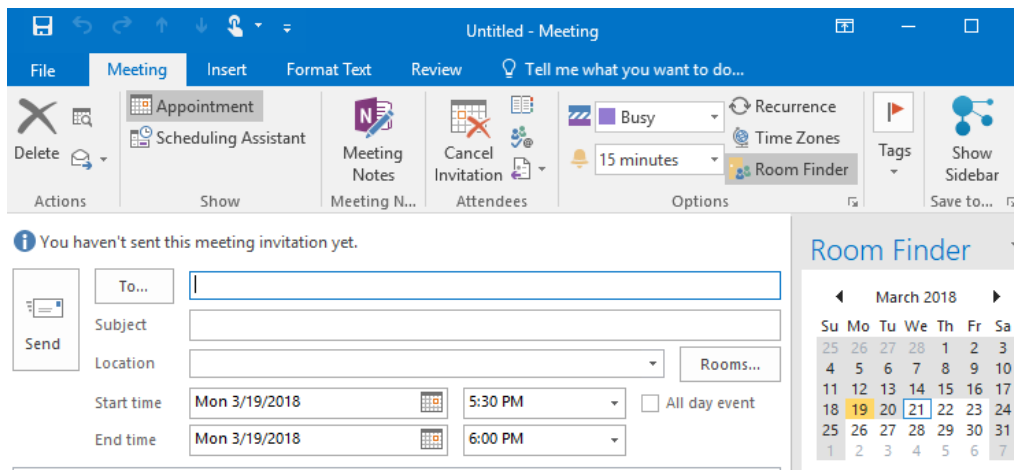 Untitled - Meeting
File Meeting Insert Format Text Review Tell me what you want to do...
Delete
Actions
Appointment
Scheduling Assistant
Show
N
Meeting Notes
Meeting N...
Cancel Invitation
Attendees
Busy
15 minutes
Recurrence
Time Zones
Room Finder
Options
Tags
Show Sidebar
Save to...
You haven't sent this meeting invitation yet.
Send
To...
Subject
Location
Rooms...
Start time Mon 3/19/2018 5:30 PM All day event
End time Mon 3/19/2018 6:00 PM
Room Finder
March 2018
Su Mo Tu We Th Fr Sa
25 26 27 28 1 2 3
4 5 6 7 8 9 10
11 12 13 14 15 16 17
18 19 20 21 22 23 24
25 26 27 28 29 30 31
1 2 3 4 5 6 7